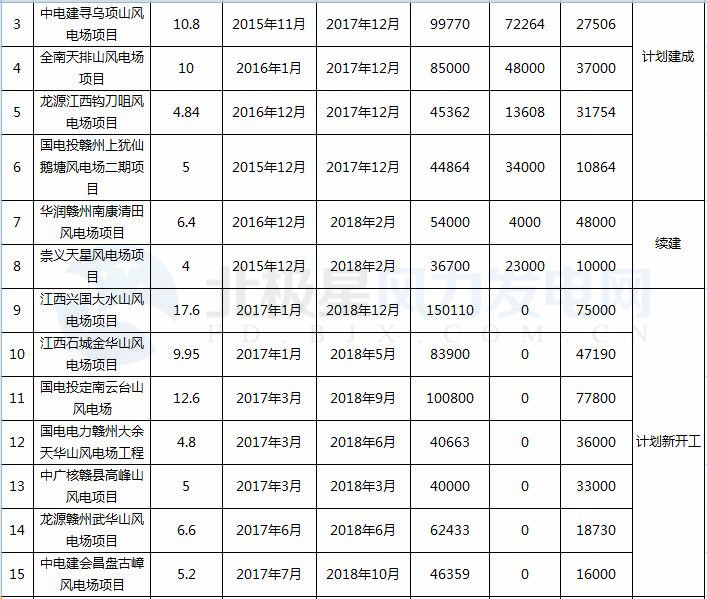 3 中电建寻乌项山风电场项目 10.8 2015年11月 2017年12月 99770 72264 27506 计划建成
4 全南天排山风电场项目 10 2016年1月 2017年12月 85000 48000 37000
5 龙源江西钩刀咀风电场项目 4.84 2016年12月 2017年12月 45362 13608 31754
6 国电投赣州上犹仙鹅塘风电场二期项目 5 2015年12月 2017年12月 44864 34000 10864
7 华润赣州南康清田风电场项目 6.4 2016年12月 2018年2月 54000 4000 48000 续建
8 崇义天星风电场项目 4 2015年12月 2018年2月 36700 23000 10000
9 江西兴国大水山风电场项目 17.6 2017年1月 2018年12月 150110 0 75000 计划新开工
10 江西石城金华山风电场项目 9.95 2017年1月 2018年5月 83900 0 47190
11 国电投定南云台山风电场 12.6 2017年3月 2018年9月 100800 0 77800
12 国电电力赣州大余天华山风电场工程 4.8 2017年3月 2018年6月 40663 0 36000
13 中广核赣县高峰山风电项目 5 2017年3月 2018年3月 40000 0 33000
14 龙源赣州武华山风电场项目 6.6 2017年6月 2018年6月 62433 0 18730
15 中电建会昌盘古嶂风电场项目 5.2 2017年7月 2018年10月 46359 0 16000
北极星风力发电网
FD.BJX.COM.CN